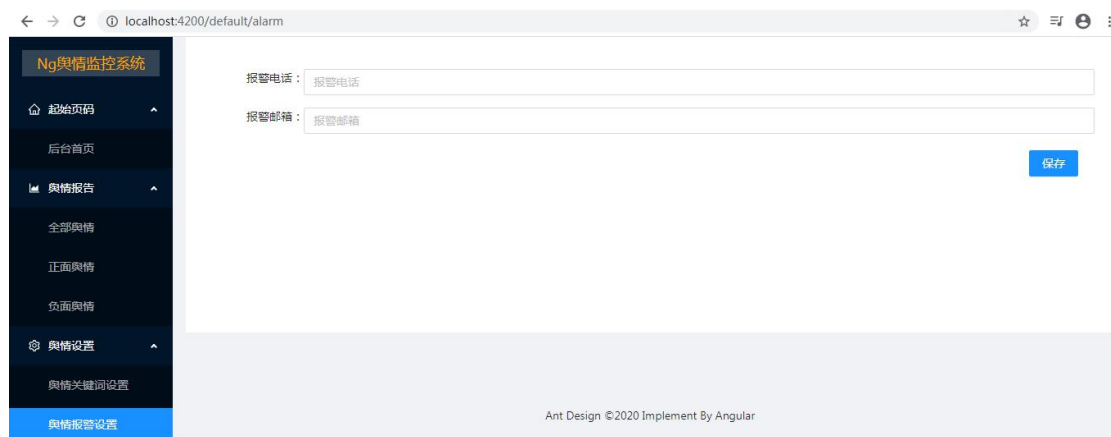 localhost:4200/default/alarm
Ng舆情监控系统
起始页码
后台首页
舆情报告
全部舆情
正面舆情
负面舆情
舆情设置
舆情关键词设置
舆情报警设置
报警电话：
报警电话
报警邮箱：
报警邮箱
保存
Ant Design ©2020 Implement By Angular